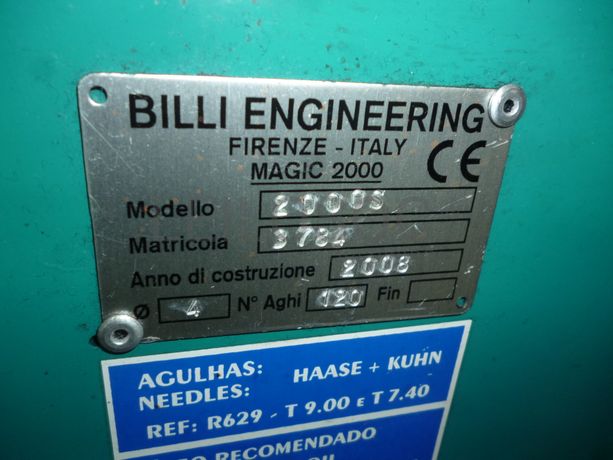 BILLI ENGINEERING
FIRENZE - ITALY CE
MAGIC 2000
Modello 2000S
Matricola 3784
Anno di costruzione 2008
Ø 4 N° Aghi 120 Fin
AGULHAS: HAASE + KUHN
NEEDLES:
REF: R629 - T 9.00 E T 7.40
RECOMENDADO